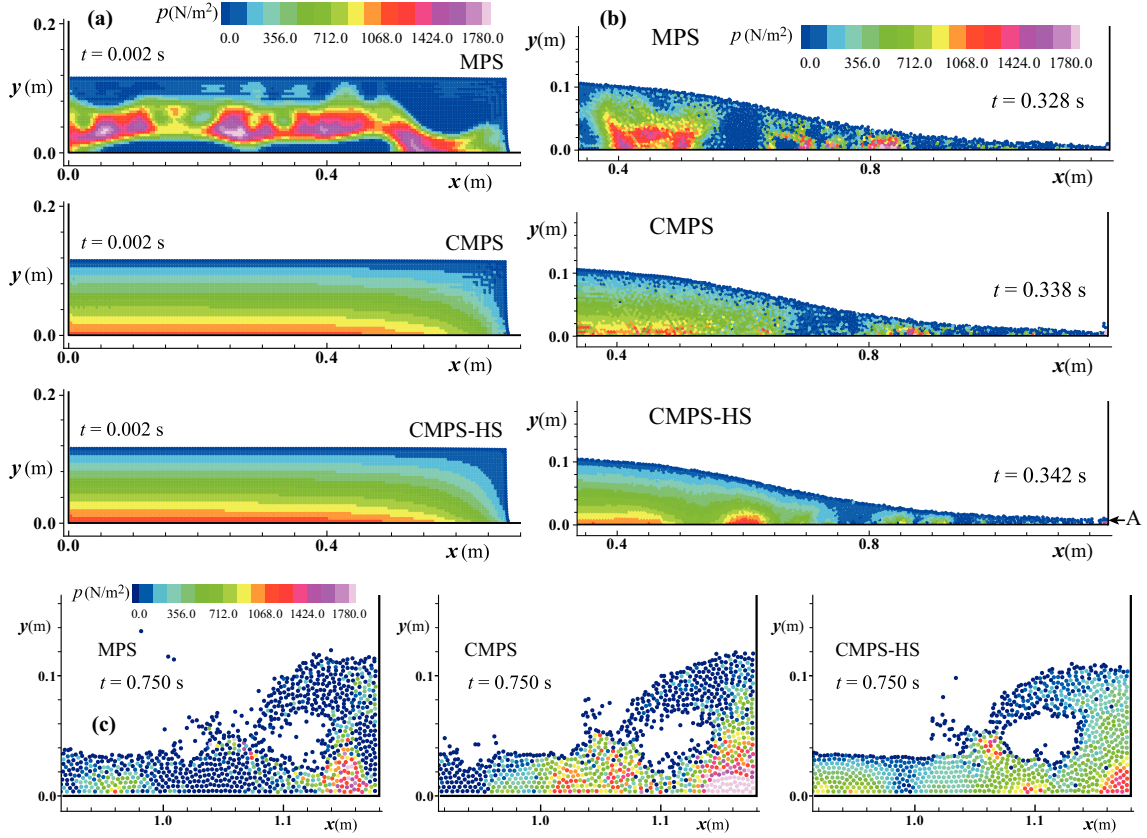 (a)
p(N/m²)
0.0 356.0 712.0 1068.0 1424.0 1780.0
0.2
t = 0.002 s
MPS
y(m)
0.0
0.0 0.4
x(m)
0.2
t = 0.002 s
CMPS
y(m)
0.0
0.0 0.4
x(m)
0.2
t = 0.002 s
CMPS-HS
y(m)
0.0
0.0 0.4
x(m)
(b)
p (N/m²)
0.0 356.0 712.0 1068.0 1424.0 1780.0
y(m)
MPS
t = 0.328 s
0.1
0.0
0.4 0.8
x(m)
y(m)
CMPS
t = 0.338 s
0.1
0.0
0.4 0.8
x(m)
y(m)
CMPS-HS
t = 0.342 s
0.1
0.0
A
0.4 0.8
x(m)
p(N/m²)
0.0 356.0 712.0 1068.0 1424.0 1780.0
y(m)
MPS
t = 0.750 s
0.1
(c)
0.0
1.0 1.1
x(m)
y(m)
CMPS
t = 0.750 s
0.1
0.0
1.0 1.1
x(m)
y(m)
CMPS-HS
t = 0.750 s
0.1
0.0
1.0 1.1
x(m)